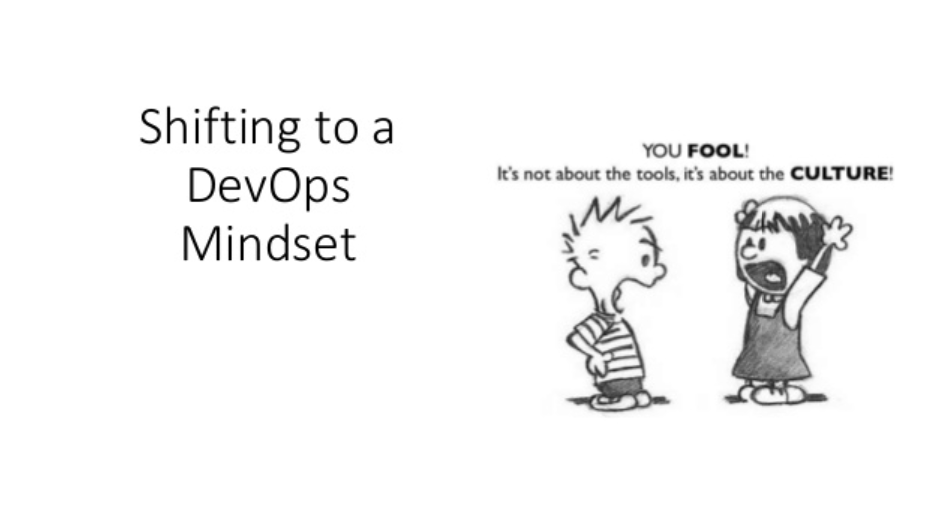 Shifting to a
DevOps
Mindset
YOU FOOL!
It's not about the tools, it's about the CULTURE!